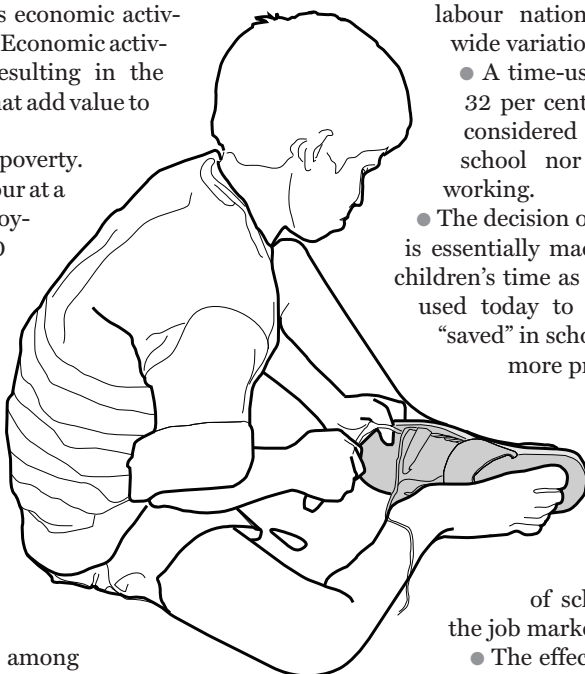 s economic activ-
Economic activ-
esulting in the
hat add value to
poverty.
our at a
oy-
among
labour nation
wide variation
● A time-us
32 per cent
considered
school nor
working.
● The decision o
is essentially mad
children’s time as
used today to
“saved” in scho
more pr
of sch
the job marke
● The effec